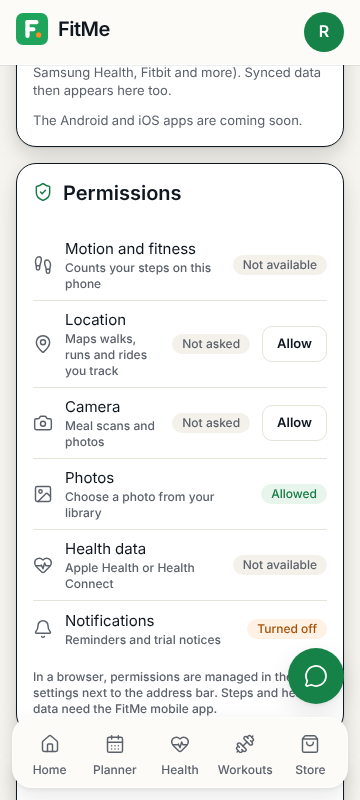 F.
FitMe
R
Samsung Health, Fitbit and more). Synced data
then appears here too.
The Android and iOS apps are coming soon.
Permissions
Motion and fitness
Counts your steps on this
phone
Not available
Location
Maps walks,
runs and rides
you track
Not asked
Allow
Camera
Meal scans and
photos
Not asked
Allow
Photos
Choose a photo from your
library
Allowed
Health data
Apple Health or Health
Connect
Not available
Notifications
Reminders and trial notices
Turned off
In a browser, permissions are managed in the
settings next to the address bar. Steps and
data need the FitMe mobile app.
Home
Planner
Health
Workouts
Store